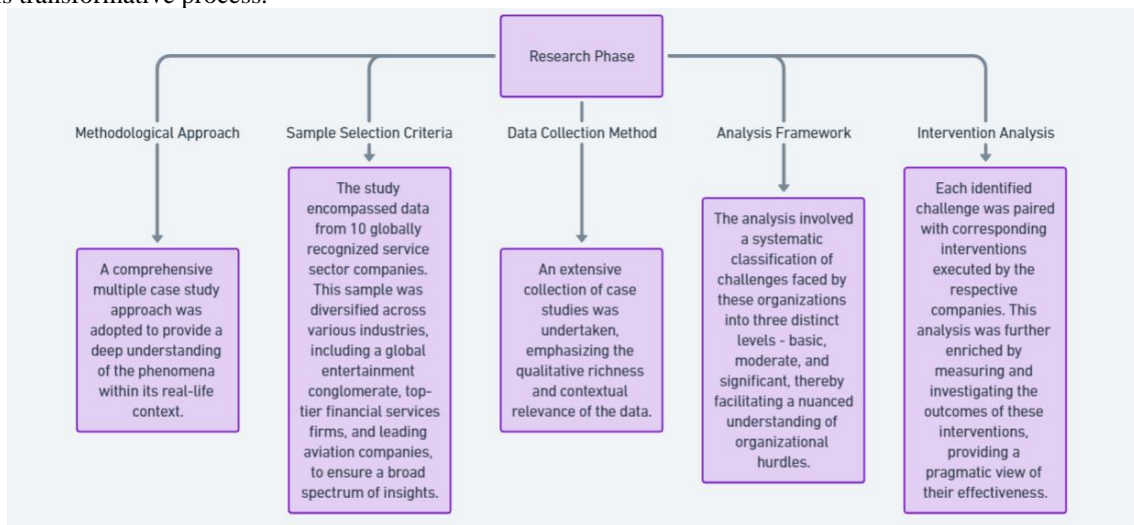 is transformative process.
Research Phase
Methodological Approach
Sample Selection Criteria
Data Collection Method
Analysis Framework
Intervention Analysis
A comprehensive
multiple case study
approach was
adopted to provide a
deep understanding
of the phenomena
within its real-life
context.
The study
encompassed data
from 10 globally
recognized service
sector companies.
This sample was
diversified across
various industries,
including a global
entertainment
conglomerate, top-
tier financial services
firms, and leading
aviation companies,
to ensure a broad
spectrum of insights.
An extensive
collection of case
studies was
undertaken,
emphasizing the
qualitative richness
and contextual
relevance of the data.
The analysis involved
a systematic
classification of
challenges faced by
these organizations
into three distinct
levels - basic,
moderate, and
significant, thereby
facilitating a nuanced
understanding of
organizational
hurdles.
Each identified
challenge was paired
with corresponding
interventions
executed by the
respective
companies. This
analysis was further
enriched by
measuring and
investigating the
outcomes of these
interventions,
providing a
pragmatic view of
their effectiveness.